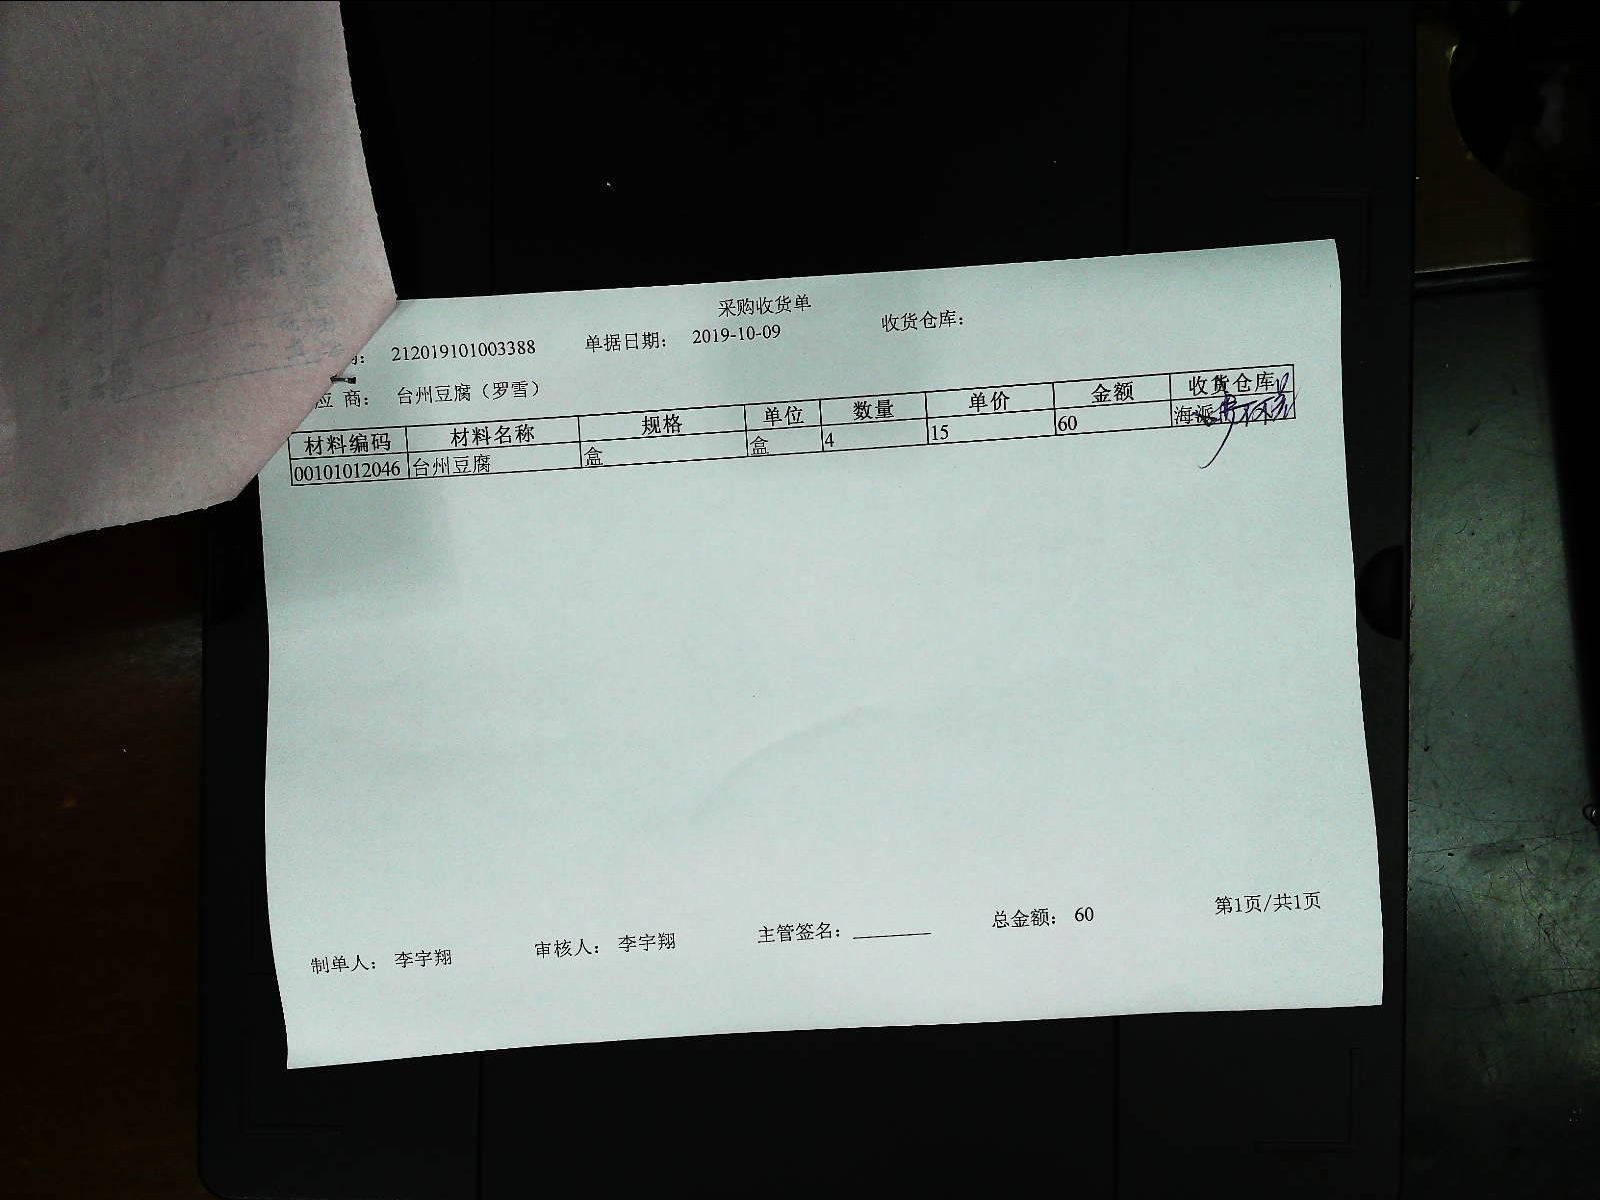 采购收货单
212019101003388 单据日期: 2019-10-09 收货仓库:
应 商: 台州豆腐（罗雪）
材料编码 材料名称 规格 单位 数量 单价 金额 收货仓库
00101012046 台州豆腐 盒 盒 4 15 60 海派
制单人: 李宇翔 审核人: 李宇翔 主管签名: 总金额: 60 第1页/共1页